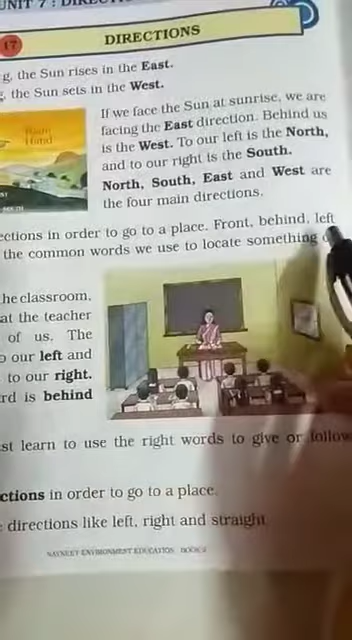 UNIT 7 : DIREC
17
DIRECTIONS
g, the Sun rises in the East.
, the Sun sets in the West.
If we face the Sun at sunrise, we are
facing the East direction. Behind us
is the West. To our left is the North,
and to our right is the South.
North, South, East and West are
the four main directions.
Right
Hand
ections in order to go to a place. Front, behind, left
the common words we use to locate something
he classroom.
at the teacher
of us. The
o our left and
to our right.
rd is behind
st learn to use the right words to give or follow
ctions in order to go to a place.
directions like left, right and straight
NAVNEET ENVIRONMENT EDUCATION BOOK